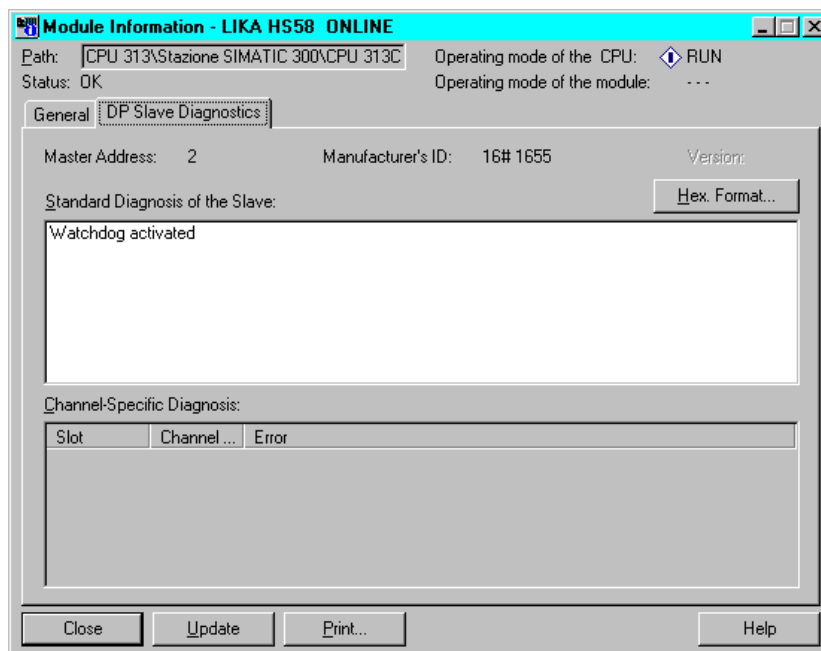 Module Information - LIKA HS58 ONLINE
Path: CPU 313\Stazione SIMATIC 300\CPU 313C Operating mode of the CPU: RUN
Status: OK Operating mode of the module: - - -
General DP Slave Diagnostics
Master Address: 2 Manufacturer's ID: 16# 1655 Version:
Hex. Format...
Standard Diagnosis of the Slave:
Watchdog activated
Channel-Specific Diagnosis:
Slot Channel ... Error
Close Update Print... Help